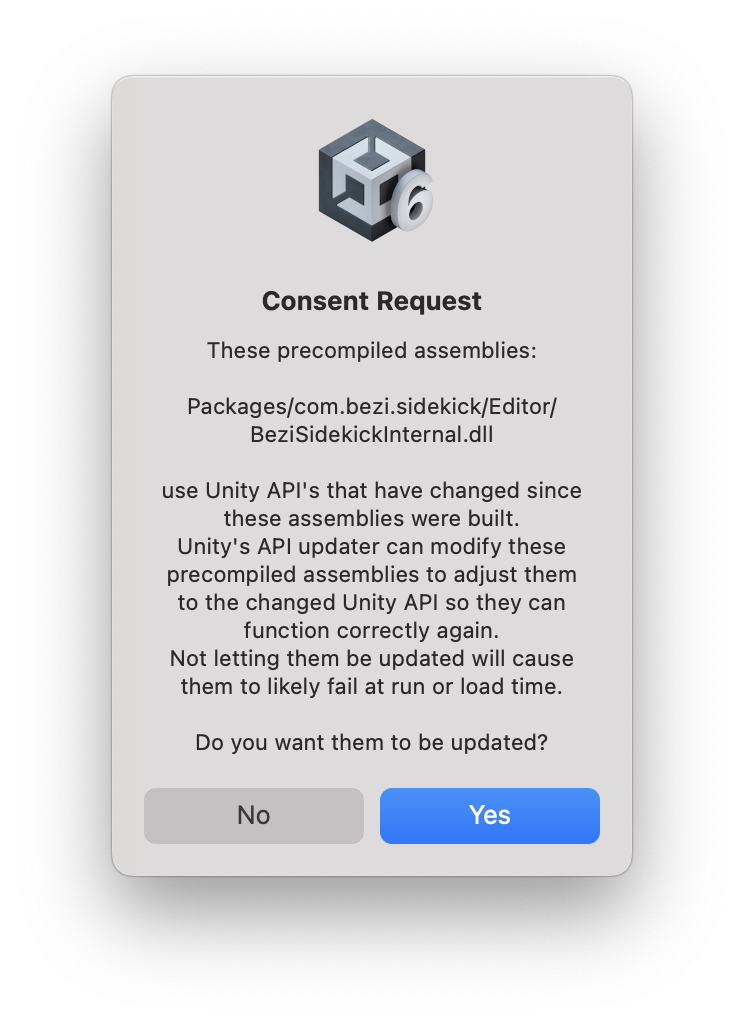 6
Consent Request
These precompiled assemblies:
Packages/com.bezi.sidekick/Editor/
BeziSidekickInternal.dll
use Unity API's that have changed since
these assemblies were built.
Unity's API updater can modify these
precompiled assemblies to adjust them
to the changed Unity API so they can
function correctly again.
Not letting them be updated will cause
them to likely fail at run or load time.
Do you want them to be updated?
No
Yes